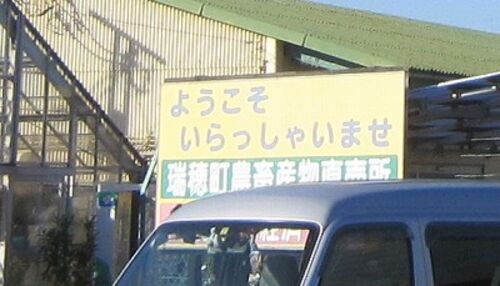 ようこそ
いらっしゃいませ
瑞穂町農畜産物直売所